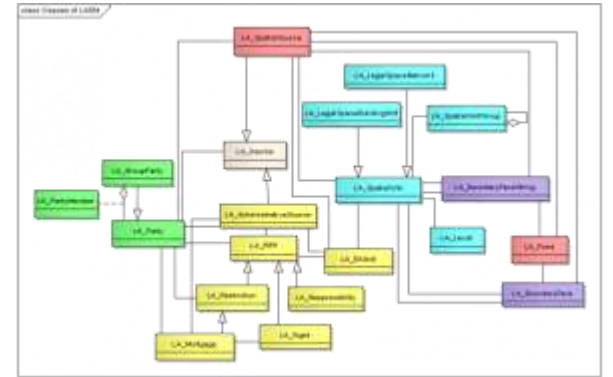 class Classes of LADM
LA_SpatialSource
LA_LegalSpaceNetwork
LA_SpatialUnitGroup
LA_LegalSpaceBuildingUnit
LA_Source
LA_GroupParty
LA_SpatialUnit
LA_BoundaryFaceString
LA_PartyMember
LA_AdministrativeSource
LA_Party
LA_RRR
LA_Level
LA_Point
LA_BAUnit
LA_Restriction
LA_Responsibility
LA_BoundaryFace
LA_Right
LA_Mortgage